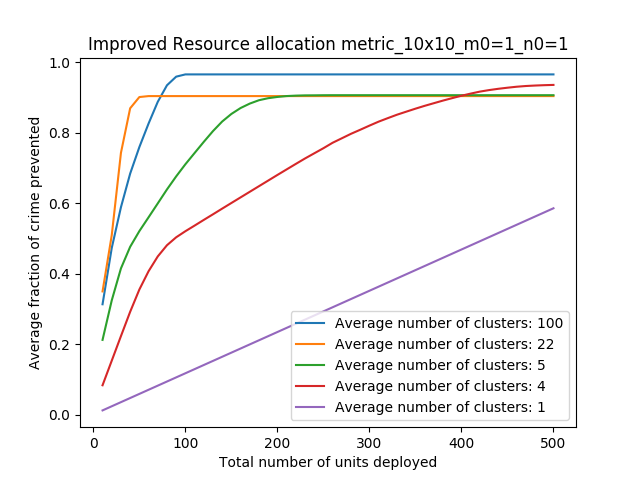 Improved Resource allocation metric_10x10_m0=1_n0=1
Average fraction of crime prevented
1.0
0.8
0.6
0.4
0.2
0.0
0
100
200
300
400
500
Total number of units deployed
Average number of clusters: 100
Average number of clusters: 22
Average number of clusters: 5
Average number of clusters: 4
Average number of clusters: 1